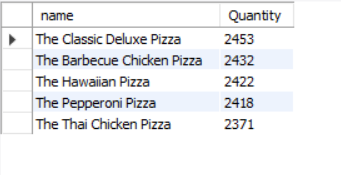 name Quantity
The Classic Deluxe Pizza 2453
The Barbecue Chicken Pizza 2432
The Hawaiian Pizza 2422
The Pepperoni Pizza 2418
The Thai Chicken Pizza 2371